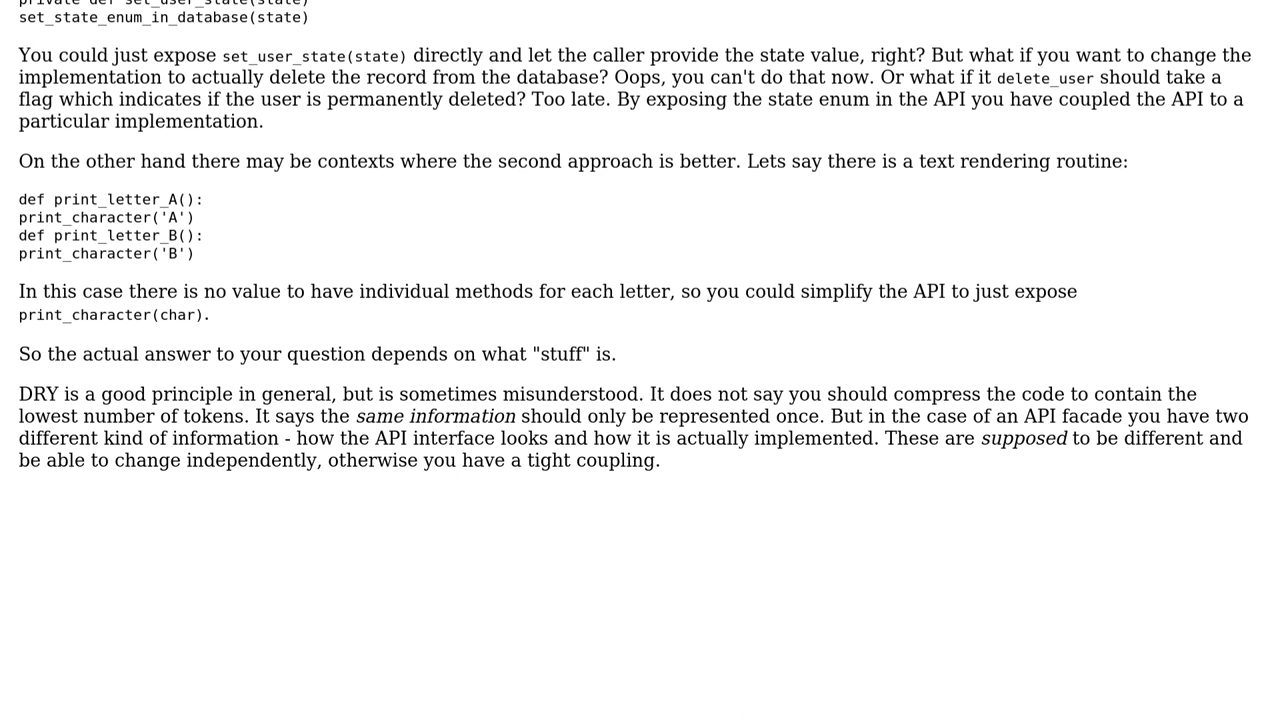 private def set_user_state(state)
set_state_enum_in_database(state)
You could just expose set_user_state(state) directly and let the caller provide the state value, right? But what if you want to change the
implementation to actually delete the record from the database? Oops, you can't do that now. Or what if it delete_user should take a
flag which indicates if the user is permanently deleted? Too late. By exposing the state enum in the API you have coupled the API to a
particular implementation.
On the other hand there may be contexts where the second approach is better. Lets say there is a text rendering routine:
def print_letter_A():
print_character('A')
def print_letter_B():
print_character('B')
In this case there is no value to have individual methods for each letter, so you could simplify the API to just expose
print_character(char).
So the actual answer to your question depends on what "stuff" is.
DRY is a good principle in general, but is sometimes misunderstood. It does not say you should compress the code to contain the
lowest number of tokens. It says the same information should only be represented once. But in the case of an API facade you have two
different kind of information - how the API interface looks and how it is actually implemented. These are supposed to be different and
be able to change independently, otherwise you have a tight coupling.